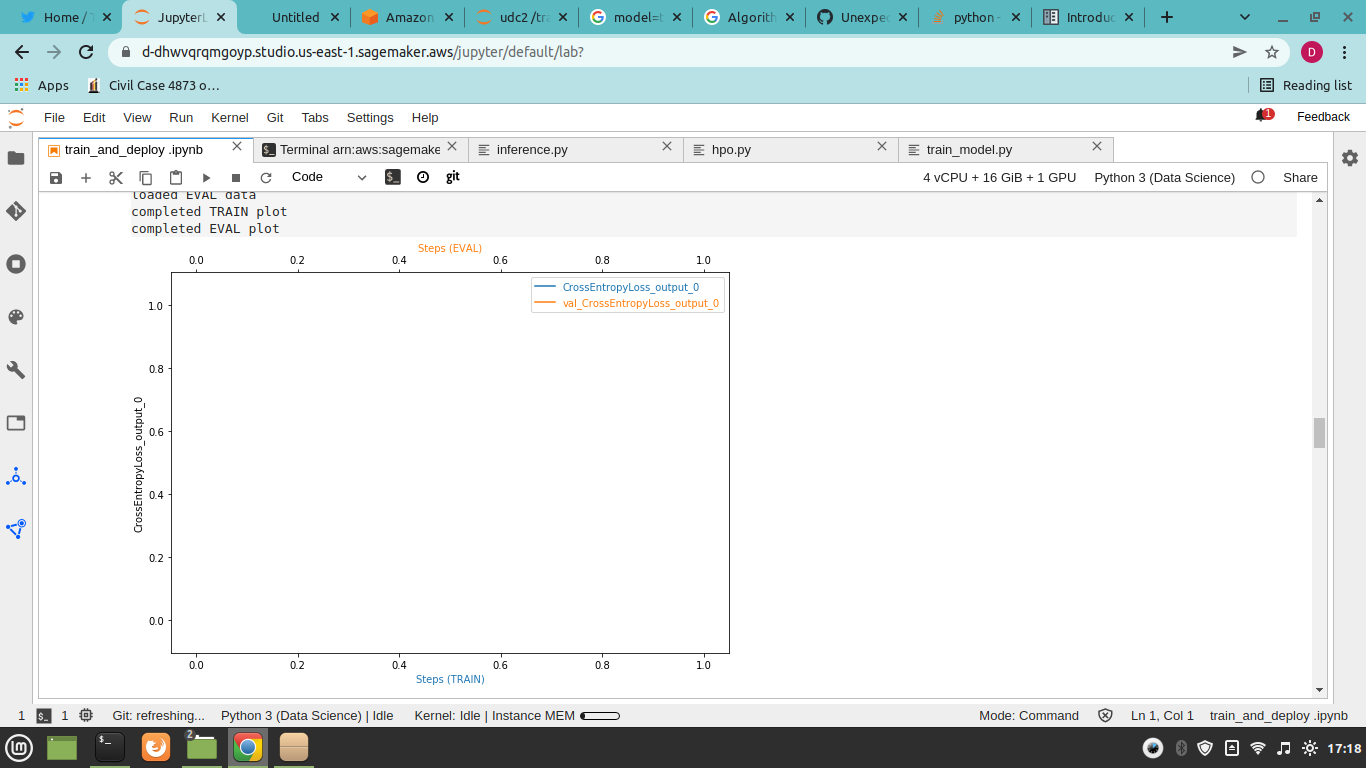 Home / T
JupyterL
Untitled
Amazon
udc2 /tra
model=t
Algorith
Unexpec
python -
Introduc
d-dhwvqrqmgoyp.studio.us-east-1.sagemaker.aws/jupyter/default/lab?
D
Apps
Civil Case 4873 o…
Reading list
File Edit View Run Kernel Git Tabs Settings Help
1
Feedback
train_and_deploy .ipynb
$_ Terminal arn:aws:sagemake
inference.py
hpo.py
train_model.py
Code
$_
git
4 vCPU + 16 GiB + 1 GPU
Python 3 (Data Science)
Share
loaded EVAL data
completed TRAIN plot
completed EVAL plot
Steps (EVAL)
0.0 0.2 0.4 0.6 0.8 1.0
CrossEntropyLoss_output_0
val_CrossEntropyLoss_output_0
1.0
0.8
0.6
0.4
0.2
0.0
CrossEntropyLoss_output_0
0.0 0.2 0.4 0.6 0.8 1.0
Steps (TRAIN)
1 $_ 1 Git: refreshing... Python 3 (Data Science) | Idle Kernel: Idle | Instance MEM
Mode: Command Ln 1, Col 1 train_and_deploy .ipynb
$_
2
17:18